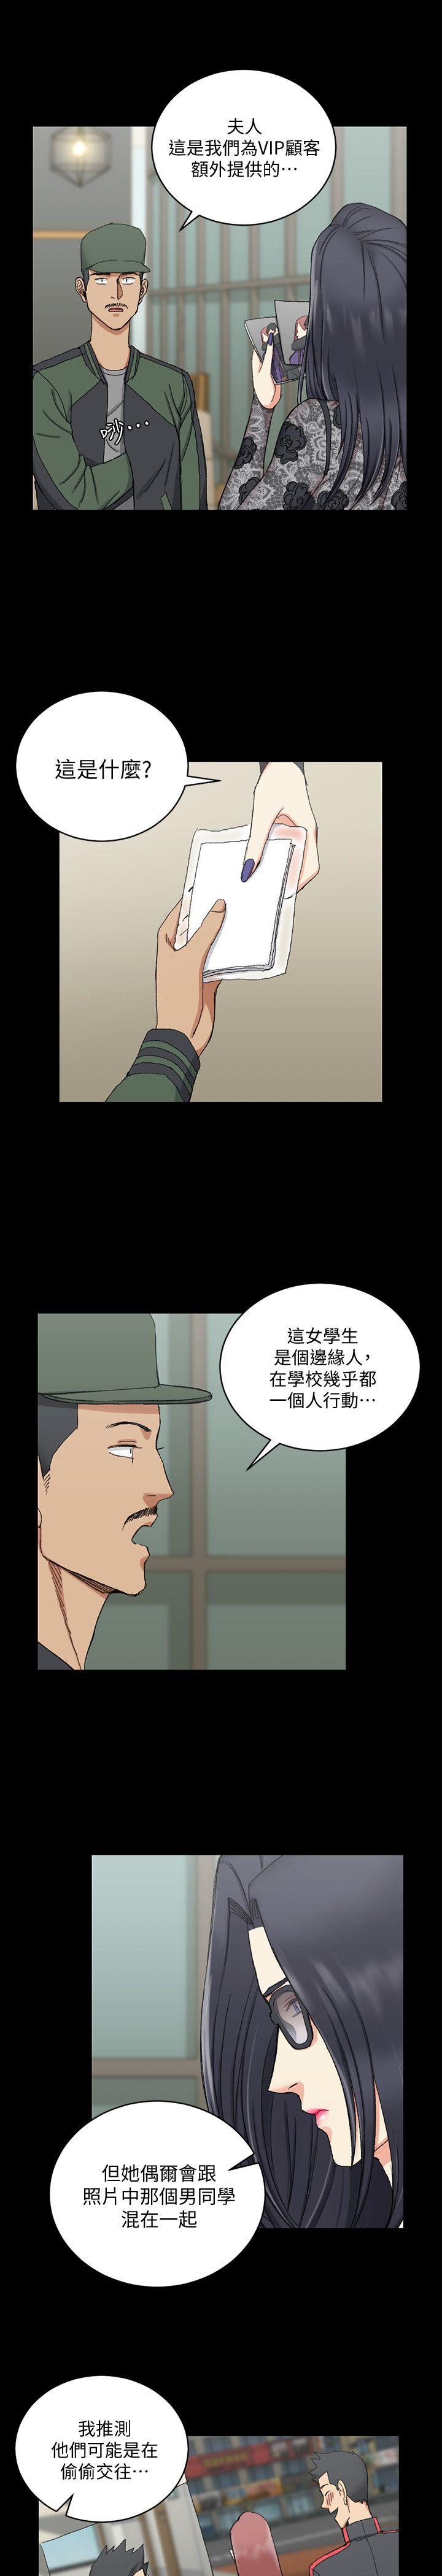 夫人
這是我們為VIP顧客
額外提供的…
唦…
這是什麼?
這女學生
是個邊緣人,
在學校幾乎都
一個人行動…
但她偶爾會跟
照片中那個男同學
混在一起
我推測
他們可能是在
偷偷交往…